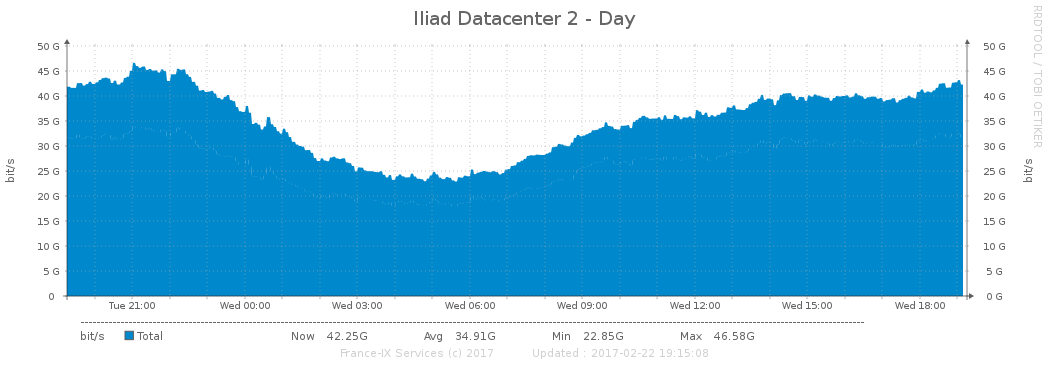 Iliad Datacenter 2 - Day
RRDTOOL / TOBI OETIKER
50 G 50 G
45 G 45 G
40 G 40 G
35 G 35 G
30 G 30 G
25 G 25 G
20 G 20 G
15 G 15 G
10 G 10 G
5 G 5 G
0 0 G
bit/s bit/s
Tue 21:00 Wed 00:00 Wed 03:00 Wed 06:00 Wed 09:00 Wed 12:00 Wed 15:00 Wed 18:00
bit/s Total Now 42.25G Avg 34.91G Min 22.85G Max 46.58G
France-IX Services (c) 2017 Updated : 2017-02-22 19:15:08